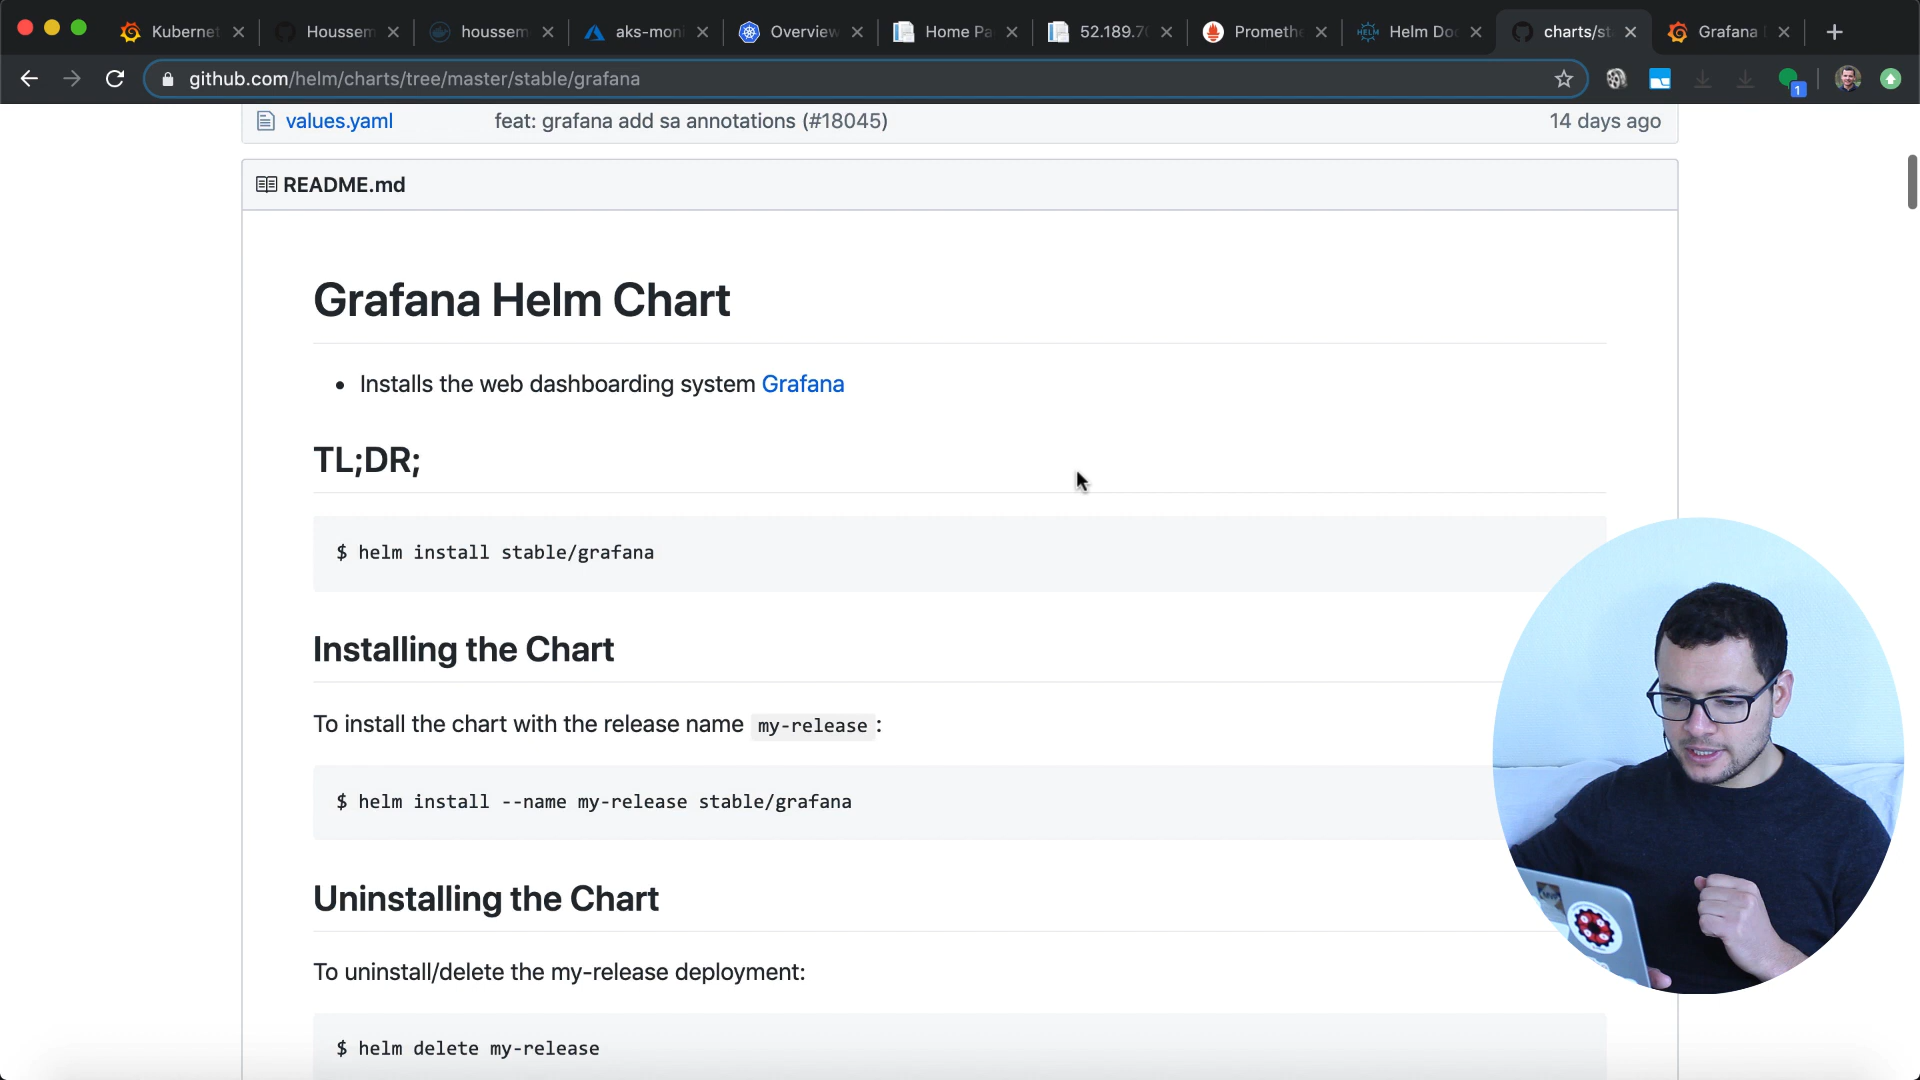 Kubernet
Houssem
houssem
aks-moni
Overview
Home Pa
52.189.70
Prometh
HELM
Helm Doc
charts/st
Grafana
github.com/helm/charts/tree/master/stable/grafana
1
values.yaml feat: grafana add sa annotations (#18045) 14 days ago
README.md
Grafana Helm Chart
Installs the web dashboarding system Grafana
TL;DR;
$ helm install stable/grafana
Installing the Chart
To install the chart with the release name my-release :
$ helm install --name my-release stable/grafana
Uninstalling the Chart
To uninstall/delete the my-release deployment:
$ helm delete my-release